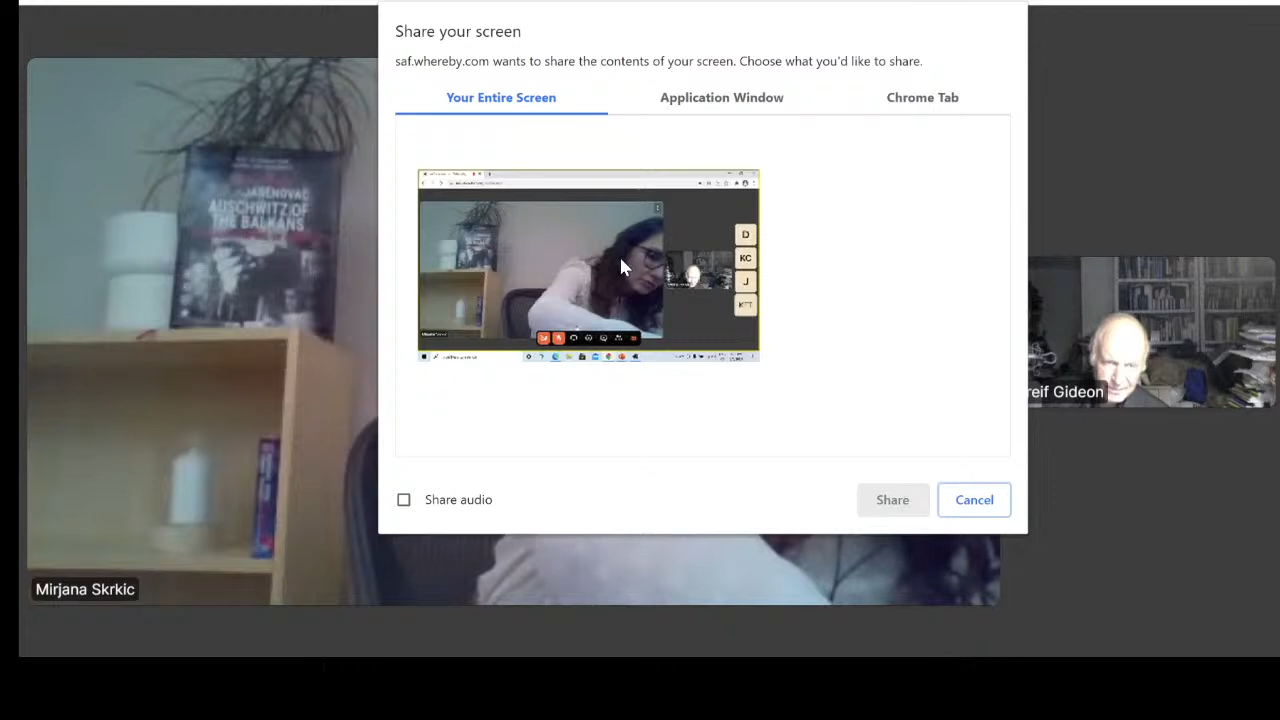 Share your screen
saf.whereby.com wants to share the contents of your screen. Choose what you'd like to share.
Your Entire Screen
Application Window
Chrome Tab
JASENOVAC
AUSCHWITZ OF
THE BALKANS
D
KC
J
reif Gideon
Share audio
Share
Cancel
Mirjana Skrkic